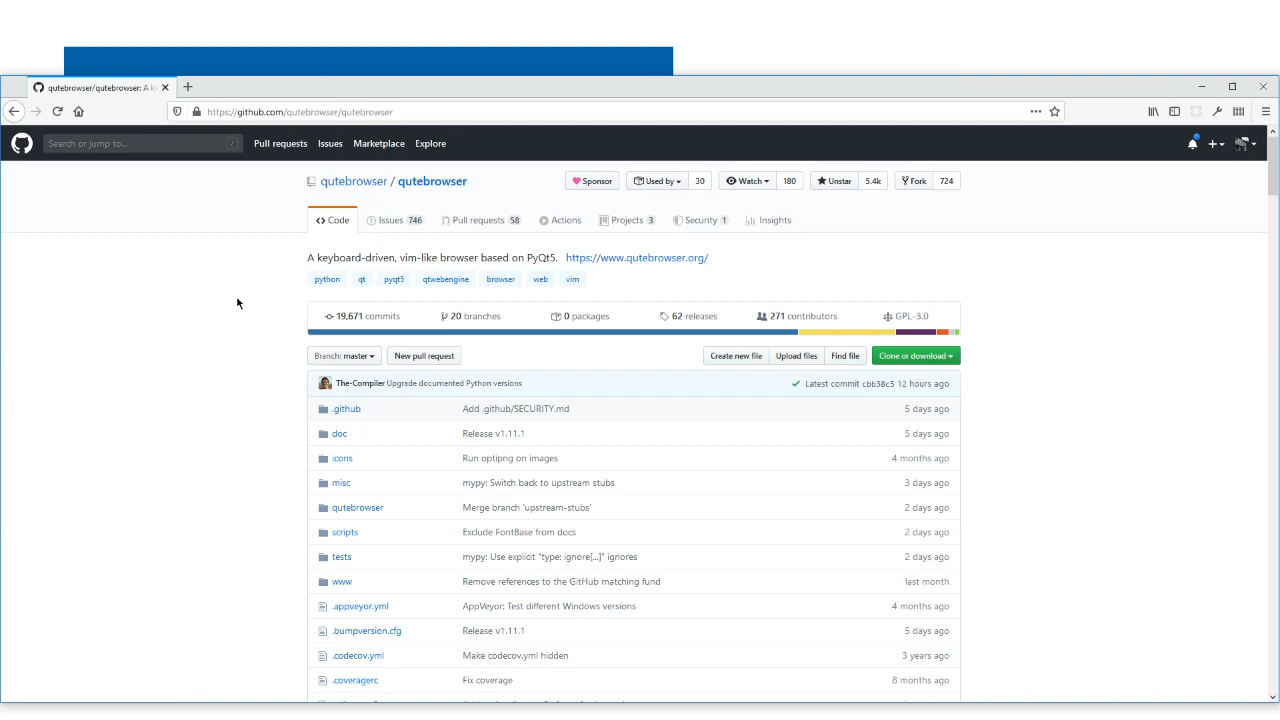 qutebrowser/qutebrowser: A k
https://github.com/qutebrowser/qutebrowser
Search or jump to... /
Pull requests Issues Marketplace Explore
qutebrowser / qutebrowser
Sponsor Used by 30 Watch 180 Unstar 5.4k Fork 724
Code Issues 746 Pull requests 58 Actions Projects 3 Security 1 Insights
A keyboard-driven, vim-like browser based on PyQt5. https://www.qutebrowser.org/
python qt pyqt5 qtwebengine browser web vim
19,671 commits 20 branches 0 packages 62 releases 271 contributors GPL-3.0
Branch: master New pull request Create new file Upload files Find file Clone or download
The-Compiler Upgrade documented Python versions Latest commit cbb38c5 12 hours ago
.github Add .github/SECURITY.md 5 days ago
doc Release v1.11.1 5 days ago
icons Run optipng on images 4 months ago
misc mypy: Switch back to upstream stubs 3 days ago
qutebrowser Merge branch 'upstream-stubs' 2 days ago
scripts Exclude FontBase from docs 2 days ago
tests mypy: Use explicit "type: ignore[...]" ignores 2 days ago
www Remove references to the GitHub matching fund last month
.appveyor.yml AppVeyor: Test different Windows versions 4 months ago
.bumpversion.cfg Release v1.11.1 5 days ago
.codecov.yml Make codecov.yml hidden 3 years ago
.coveragerc Fix coverage 8 months ago